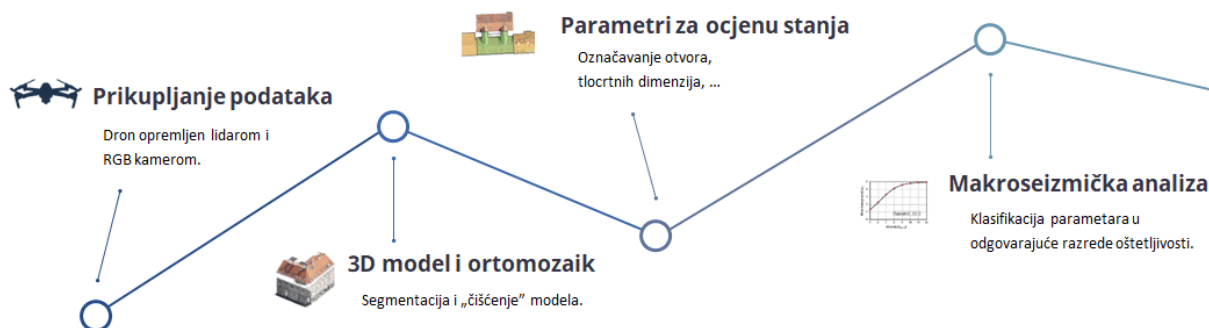 Prikupljanje podataka
Dron opremljen lidarom i
RGB kamerom.
3D model i ortomozaik
Segmentacija i „čišćenje” modela.
Parametri za ocjenu stanja
Označavanje otvora,
tlocrtnih dimenzija, ...
Makroseizmička analiza
Klasifikacija parametara u
odgovarajuće razrede oštetljivosti.